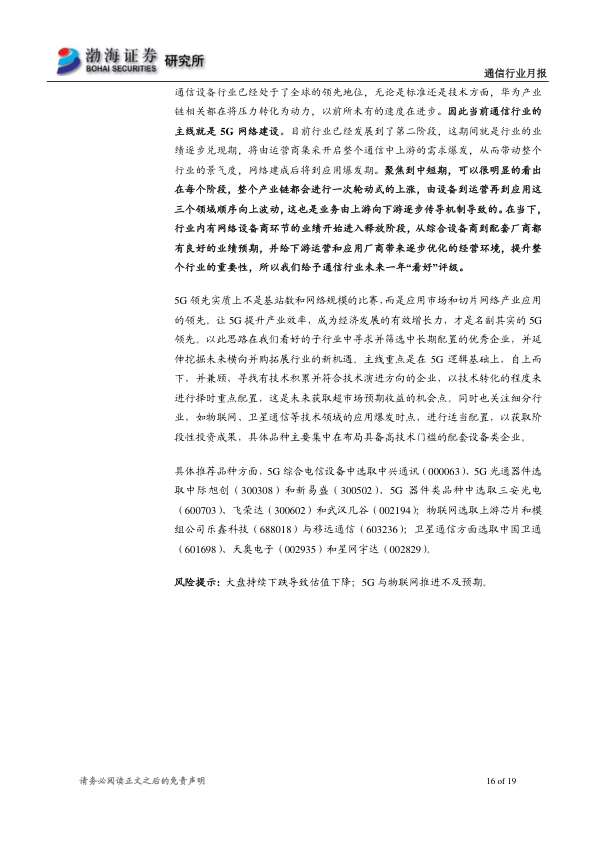 渤海证券 研究所
BOHAI SECURITIES
通信行业月报
通信设备行业已经处于了全球的领先地位，无论是标准还是技术方面，华为产业
链相关都在将压力转化为动力，以前所未有的速度在进步。因此当前通信行业的
主线就是 5G 网络建设。目前行业已经发展到了第二阶段，这期间就是行业的业
绩逐步兑现期，将由运营商集采开启整个通信中上游的需求爆发，从而带动整个
行业的景气度，网络建成后将到应用爆发期。聚焦到中短期，可以很明显的看出
在每个阶段，整个产业链都会进行一次轮动式的上涨，由设备到运营再到应用这
三个领域顺序向上波动，这也是业务由上游向下游逐步传导机制导致的。在当下，
行业内有网络设备商环节的业绩开始进入释放阶段，从综合设备商到配套厂商都
有良好的业绩预期，并给下游运营和应用厂商带来逐步优化的经营环境，提升整
个行业的重要性，所以我们给予通信行业未来一年“看好”评级。
5G 领先实质上不是基站数和网络规模的比赛，而是应用市场和切片网络产业应用
的领先。让 5G 提升产业效率，成为经济发展的有效增长力，才是名副其实的 5G
领先。以此思路在我们看好的子行业中寻求并筛选中长期配置的优秀企业，并延
伸挖掘未来横向并购拓展行业的新机遇。主线重点是在 5G 逻辑基础上，自上而
下，并兼顾，寻找有技术积累并符合技术演进方向的企业，以技术转化的程度来
进行择时重点配置，这是未来获取超市场预期收益的机会点。同时也关注细分行
业，如物联网、卫星通信等技术领域的应用爆发时点，进行适当配置，以获取阶
段性投资成果，具体品种主要集中在布局具备高技术门槛的配套设备类企业。
具体推荐品种方面，5G 综合电信设备中选取中兴通讯（000063）、5G 光通器件选
取中际旭创（300308）和新易盛（300502）、5G 器件类品种中选取三安光电
（600703）、飞荣达（300602）和武汉凡谷（002194）；物联网选取上游芯片和模
组公司乐鑫科技（688018）与移远通信（603236）；卫星通信方面选取中国卫通
（601698）、天奥电子（002935）和星网宇达（002829）。
风险提示：大盘持续下跌导致估值下降；5G 与物联网推进不及预期。
请务必阅读正文之后的免责声明
16 of 19